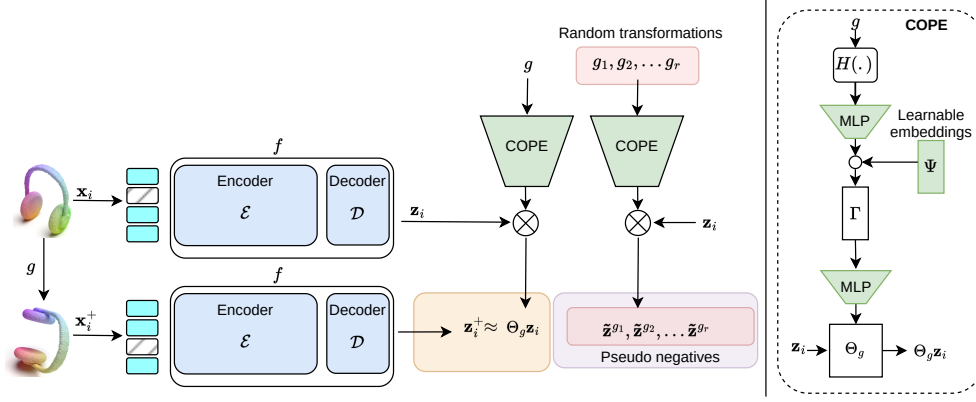 Random transformations
g
g₁, g₂, … gᵣ
COPE
COPE
f
Encoder
Decoder
ℰ
𝒟
xᵢ
zᵢ
zᵢ
g
f
Encoder
Decoder
ℰ
𝒟
xᵢ⁺
zᵢ⁺ ≈ Θ_g zᵢ
z̃^{g₁}, z̃^{g₂}, … z̃^{gᵣ}
Pseudo negatives
COPE
g
H(.)
MLP
Learnable
embeddings
Ψ
Γ
MLP
zᵢ
Θ_g
Θ_g zᵢ